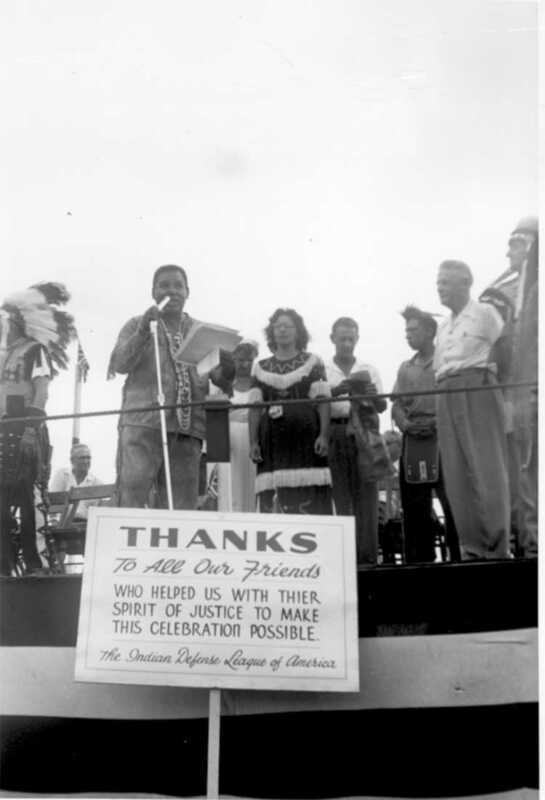 THANKS
To All Our Friends
WHO HELPED US WITH THIER
SPIRIT OF JUSTICE TO MAKE
THIS CELEBRATION POSSIBLE.
The Indian Defense League of America